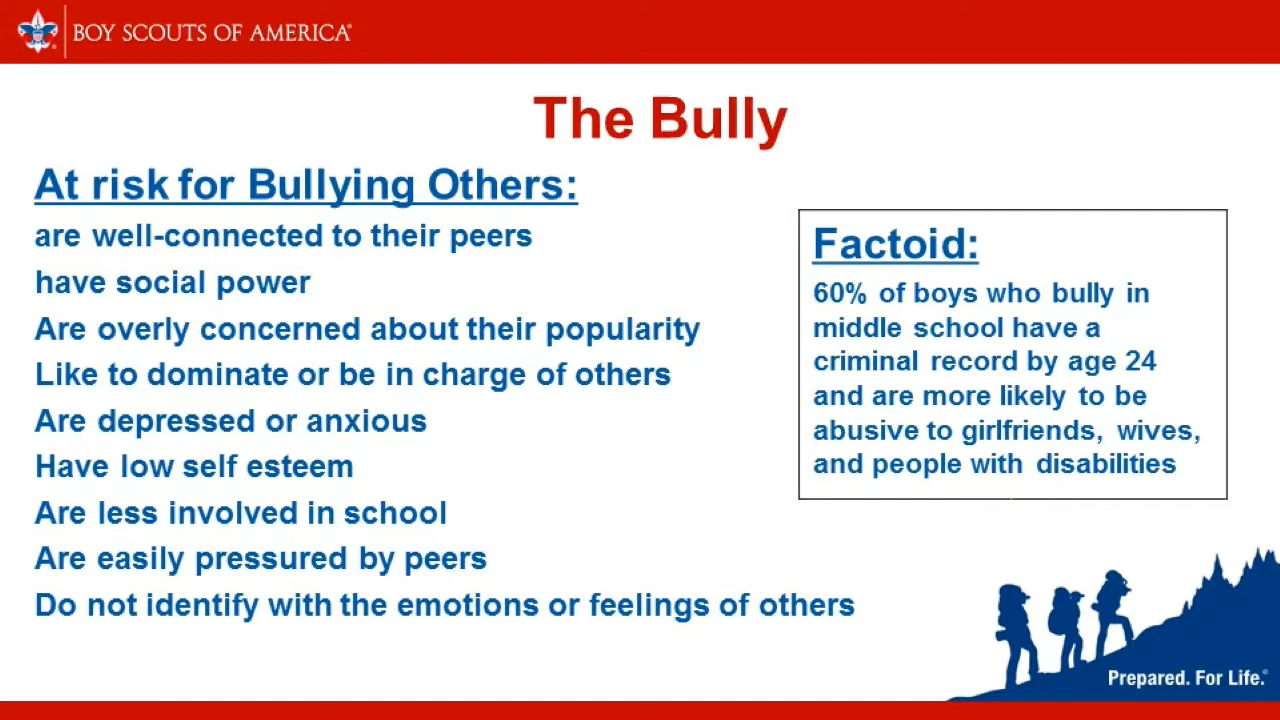 BOY SCOUTS OF AMERICA®
The Bully
At risk for Bullying Others:
are well-connected to their peers
have social power
Are overly concerned about their popularity
Like to dominate or be in charge of others
Are depressed or anxious
Have low self esteem
Are less involved in school
Are easily pressured by peers
Do not identify with the emotions or feelings of others
Factoid:
60% of boys who bully in
middle school have a
criminal record by age 24
and are more likely to be
abusive to girlfriends, wives,
and people with disabilities
Prepared. For Life.®